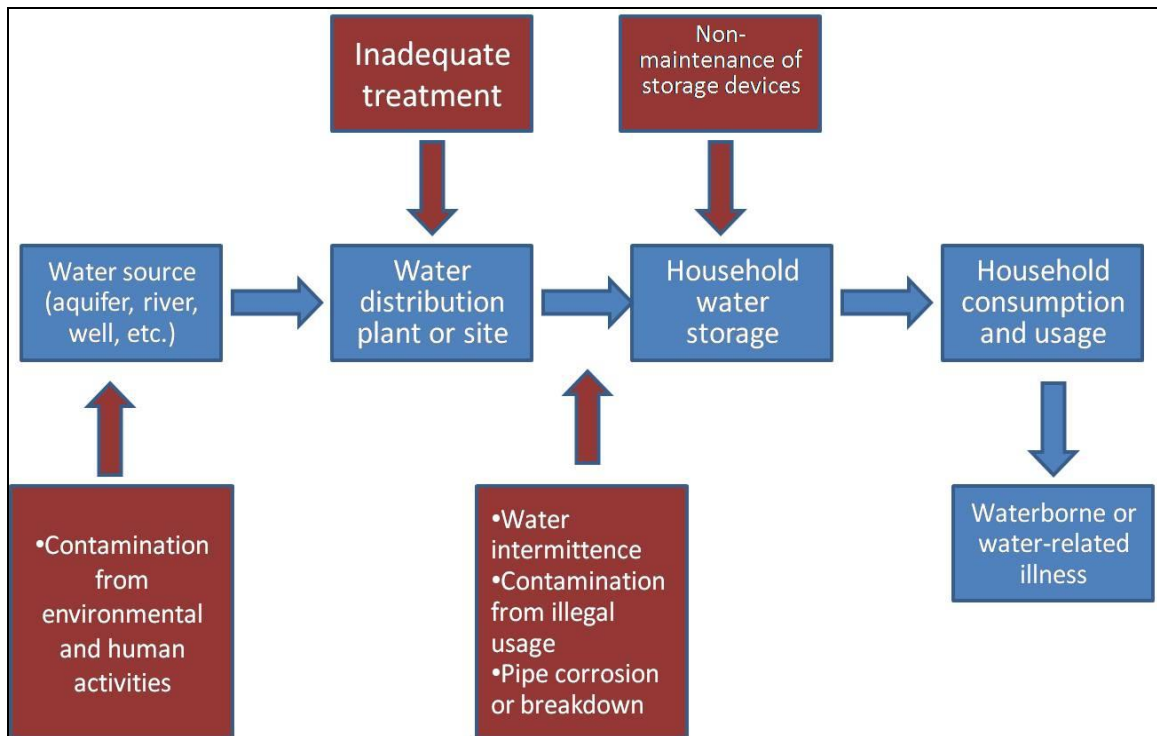 Inadequate
treatment
Non-
maintenance of
storage devices
Water source
(aquifer, river,
well, etc.)
Water
distribution
plant or site
Household
water
storage
Household
consumption
and usage
•Contamination
from
environmental
and human
activities
•Water
intermittence
•Contamination
from illegal
usage
•Pipe corrosion
or breakdown
Waterborne or
water-related
illness